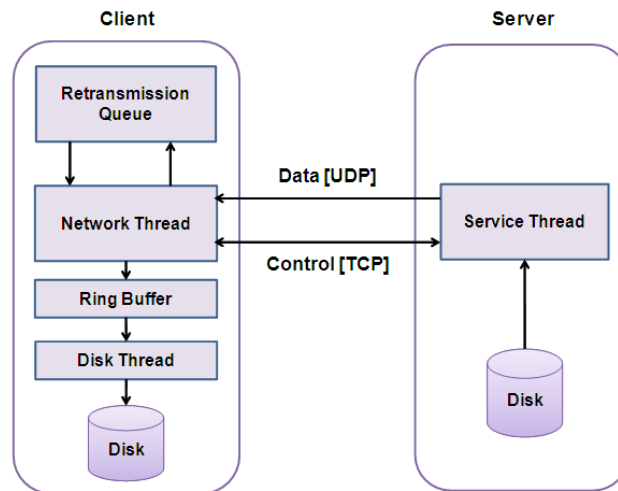 Client
Server
Retransmission
Queue
Data [UDP]
Network Thread
Service Thread
Control [TCP]
Ring Buffer
Disk Thread
Disk
Disk